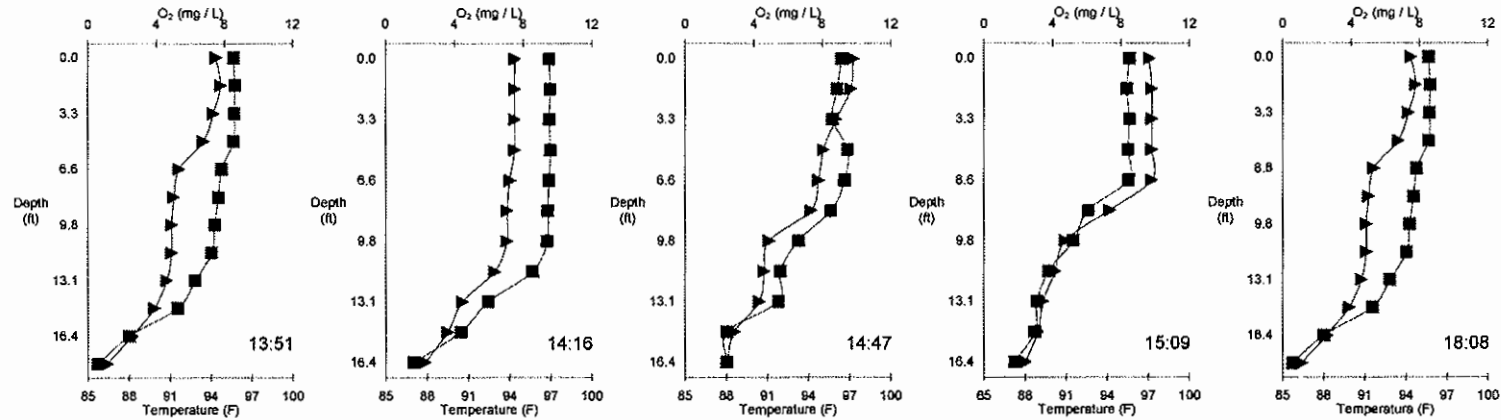 O₂ (mg / L)
0 4 8 12
0.0
3.3
6.6
Depth
(ft)
9.8
13.1
16.4
13:51
85 88 91 94 97 100
Temperature (F)
O₂ (mg / L)
0 4 8 12
0.0
3.3
6.6
Depth
(ft)
9.8
13.1
16.4
14:16
85 88 91 94 97 100
Temperature (F)
O₂ (mg / L)
0 4 8 12
0.0
3.3
6.6
Depth
(ft)
9.8
13.1
16.4
14:47
85 88 91 94 97 100
Temperature (F)
O₂ (mg / L)
0 4 8 12
0.0
3.3
8.6
Depth
(ft)
9.8
13.1
16.4
15:09
85 88 91 94 97 100
Temperature (F)
O₂ (mg / L)
0 4 8 12
0.0
3.3
8.8
Depth
(ft)
9.8
13.1
18.4
18:08
85 88 91 94 97 100
Temperature (F)